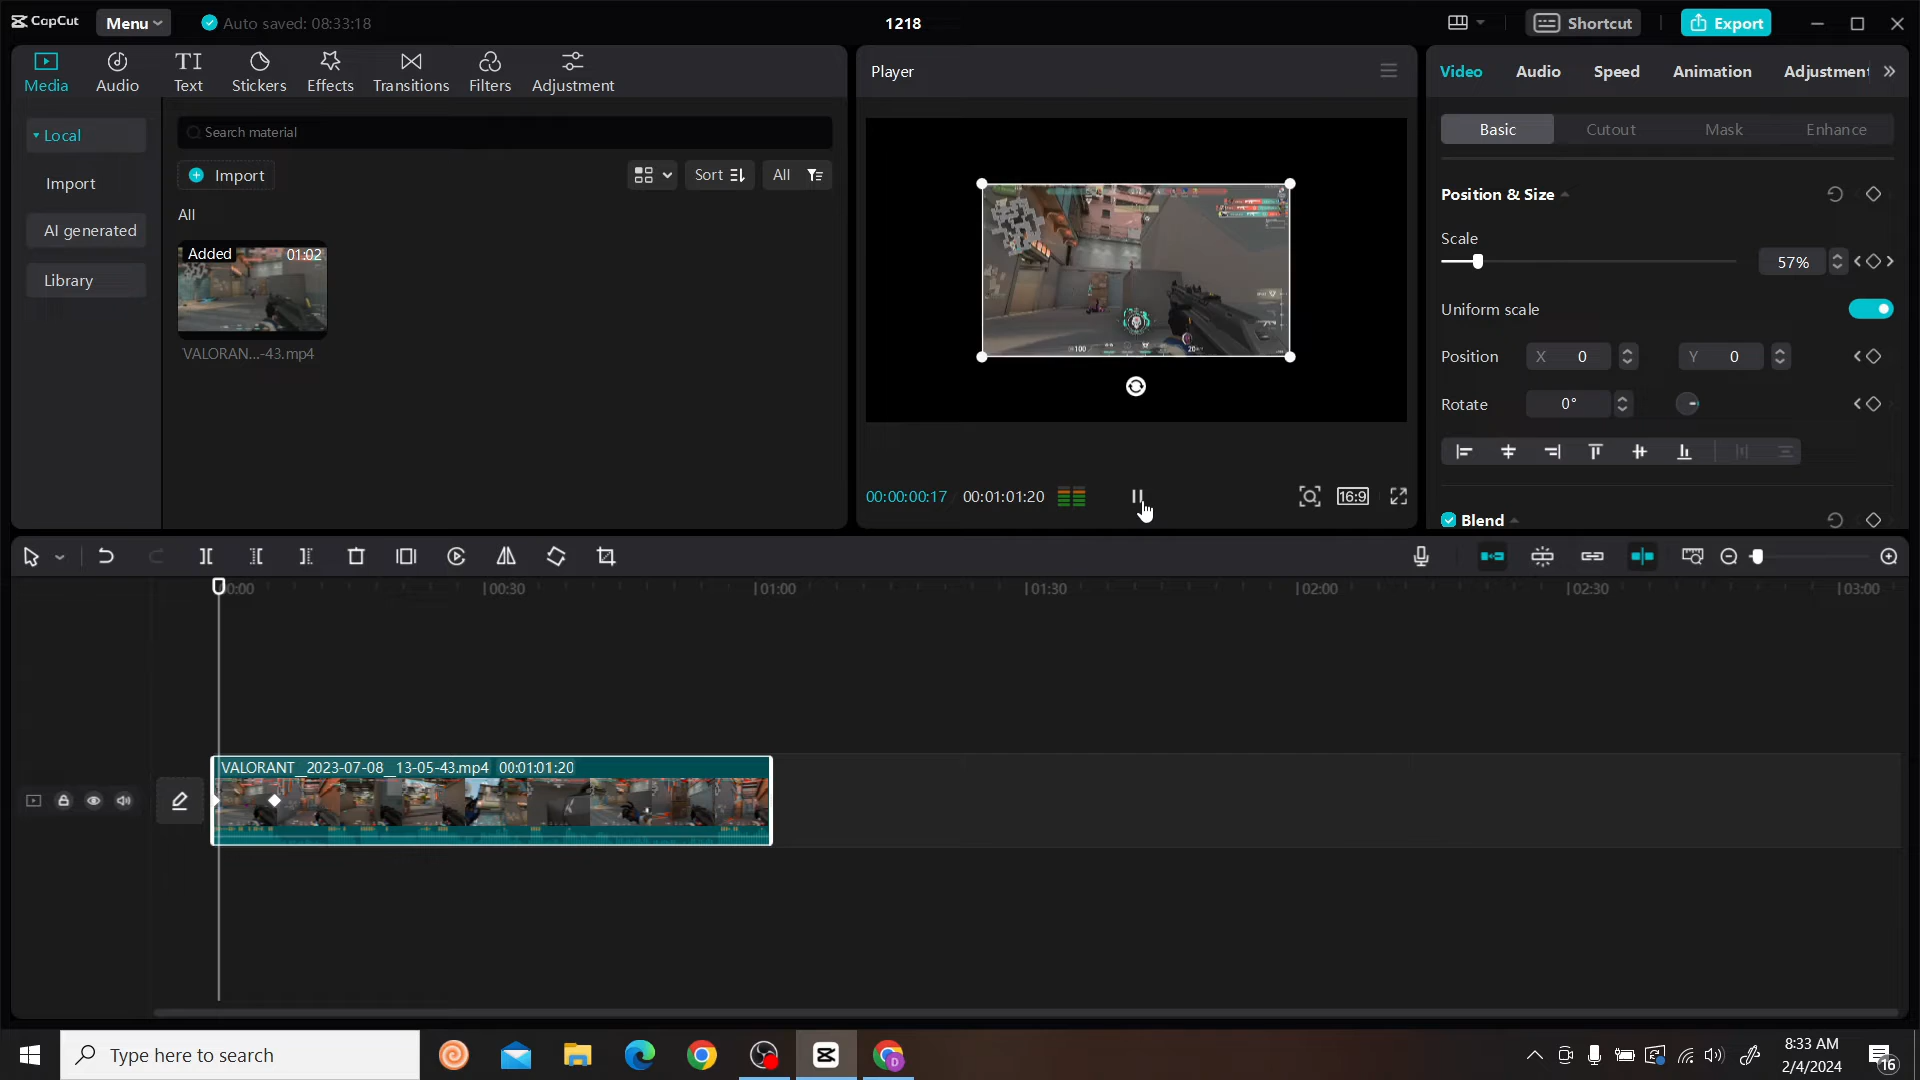 CapCut
Menu
Auto saved: 08:33:18
1218
Shortcut
Export
Media
Audio
Text
Stickers
Effects
Transitions
Filters
Adjustment
Local
Import
AI generated
Library
Search material
Import
Sort
All
All
Added
01:02
VALORAN...-43.mp4
Player
00:00:00:17
00:01:01:20
16:9
Video
Audio
Speed
Animation
Adjustment
Basic
Cutout
Mask
Enhance
Position & Size
Scale
57%
Uniform scale
Position
X 0
Y 0
Rotate
0°
Blend
00:00
00:30
01:00
01:30
02:00
02:30
03:00
VALORANT__2023-07-08__13-05-43.mp4 00:01:01:20
Type here to search
8:33 AM
2/4/2024
16